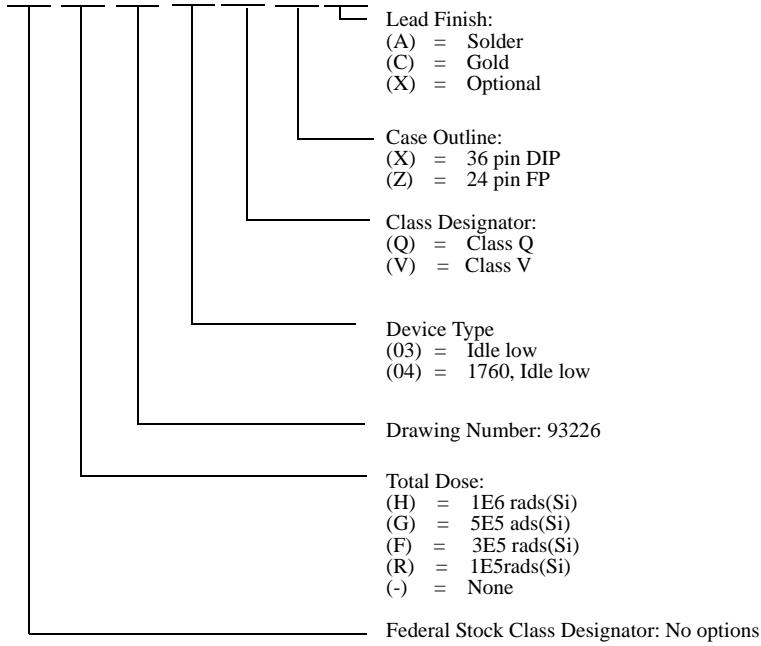 Lead Finish:
(A) = Solder
(C) = Gold
(X) = Optional
Case Outline:
(X) = 36 pin DIP
(Z) = 24 pin FP
Class Designator:
(Q) = Class Q
(V) = Class V
Device Type
(03) = Idle low
(04) = 1760, Idle low
Drawing Number: 93226
Total Dose:
(H) = 1E6 rads(Si)
(G) = 5E5 ads(Si)
(F) = 3E5 rads(Si)
(R) = 1E5rads(Si)
(-) = None
Federal Stock Class Designator: No options